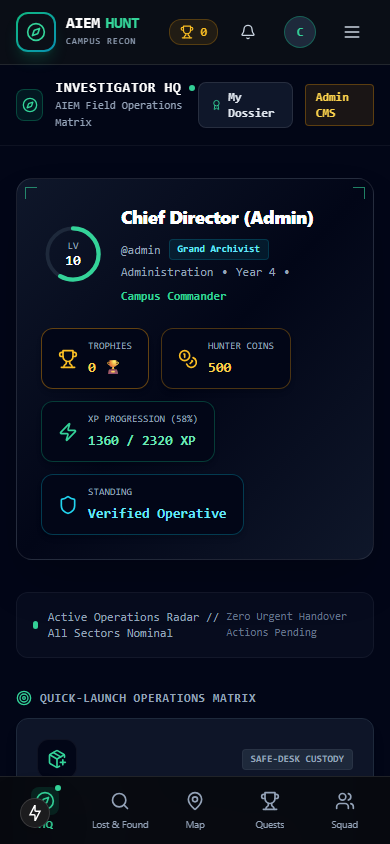 AIEM HUNT
CAMPUS RECON
0
C
INVESTIGATOR HQ
AIEM Field Operations
Matrix
My
Dossier
Admin
CMS
LV
10
Chief Director (Admin)
@admin Grand Archivist
Administration • Year 4 •
Campus Commander
TROPHIES
0 🏆
HUNTER COINS
500
XP PROGRESSION (58%)
1360 / 2320 XP
STANDING
Verified Operative
Active Operations Radar //
All Sectors Nominal
Zero Urgent Handover
Actions Pending
QUICK-LAUNCH OPERATIONS MATRIX
SAFE-DESK CUSTODY
HQ
Lost & Found
Map
Quests
Squad